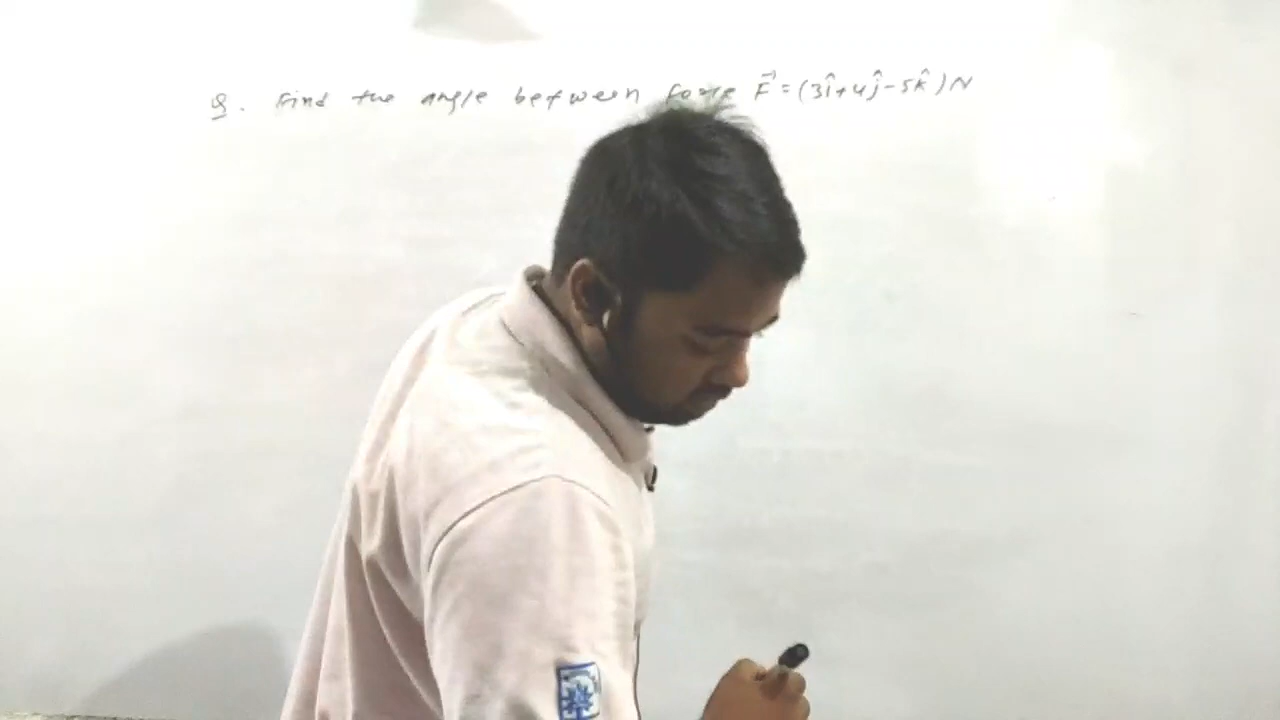 Q. Find the angle between force F⃗=(3î+4ĵ-5k̂)N